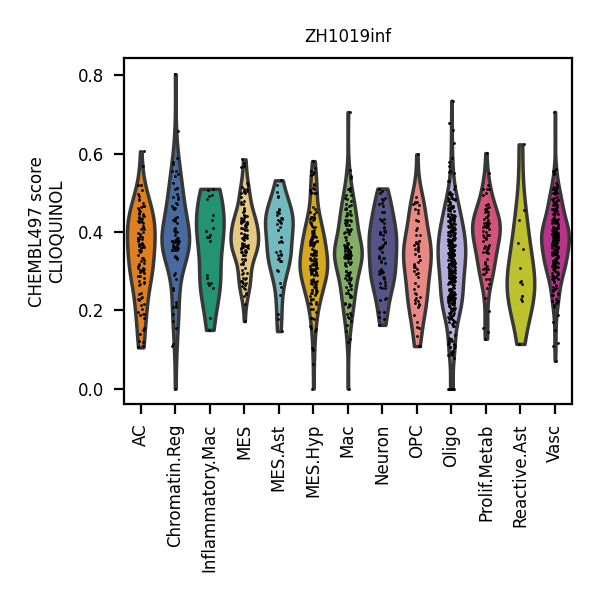 ZH1019inf
CHEMBL497 score
CLIOQUINOL
0.8
0.6
0.4
0.2
0.0
AC
Chromatin.Reg
Inflammatory.Mac
MES
MES.Ast
MES.Hyp
Mac
Neuron
OPC
Oligo
Prolif.Metab
Reactive.Ast
Vasc